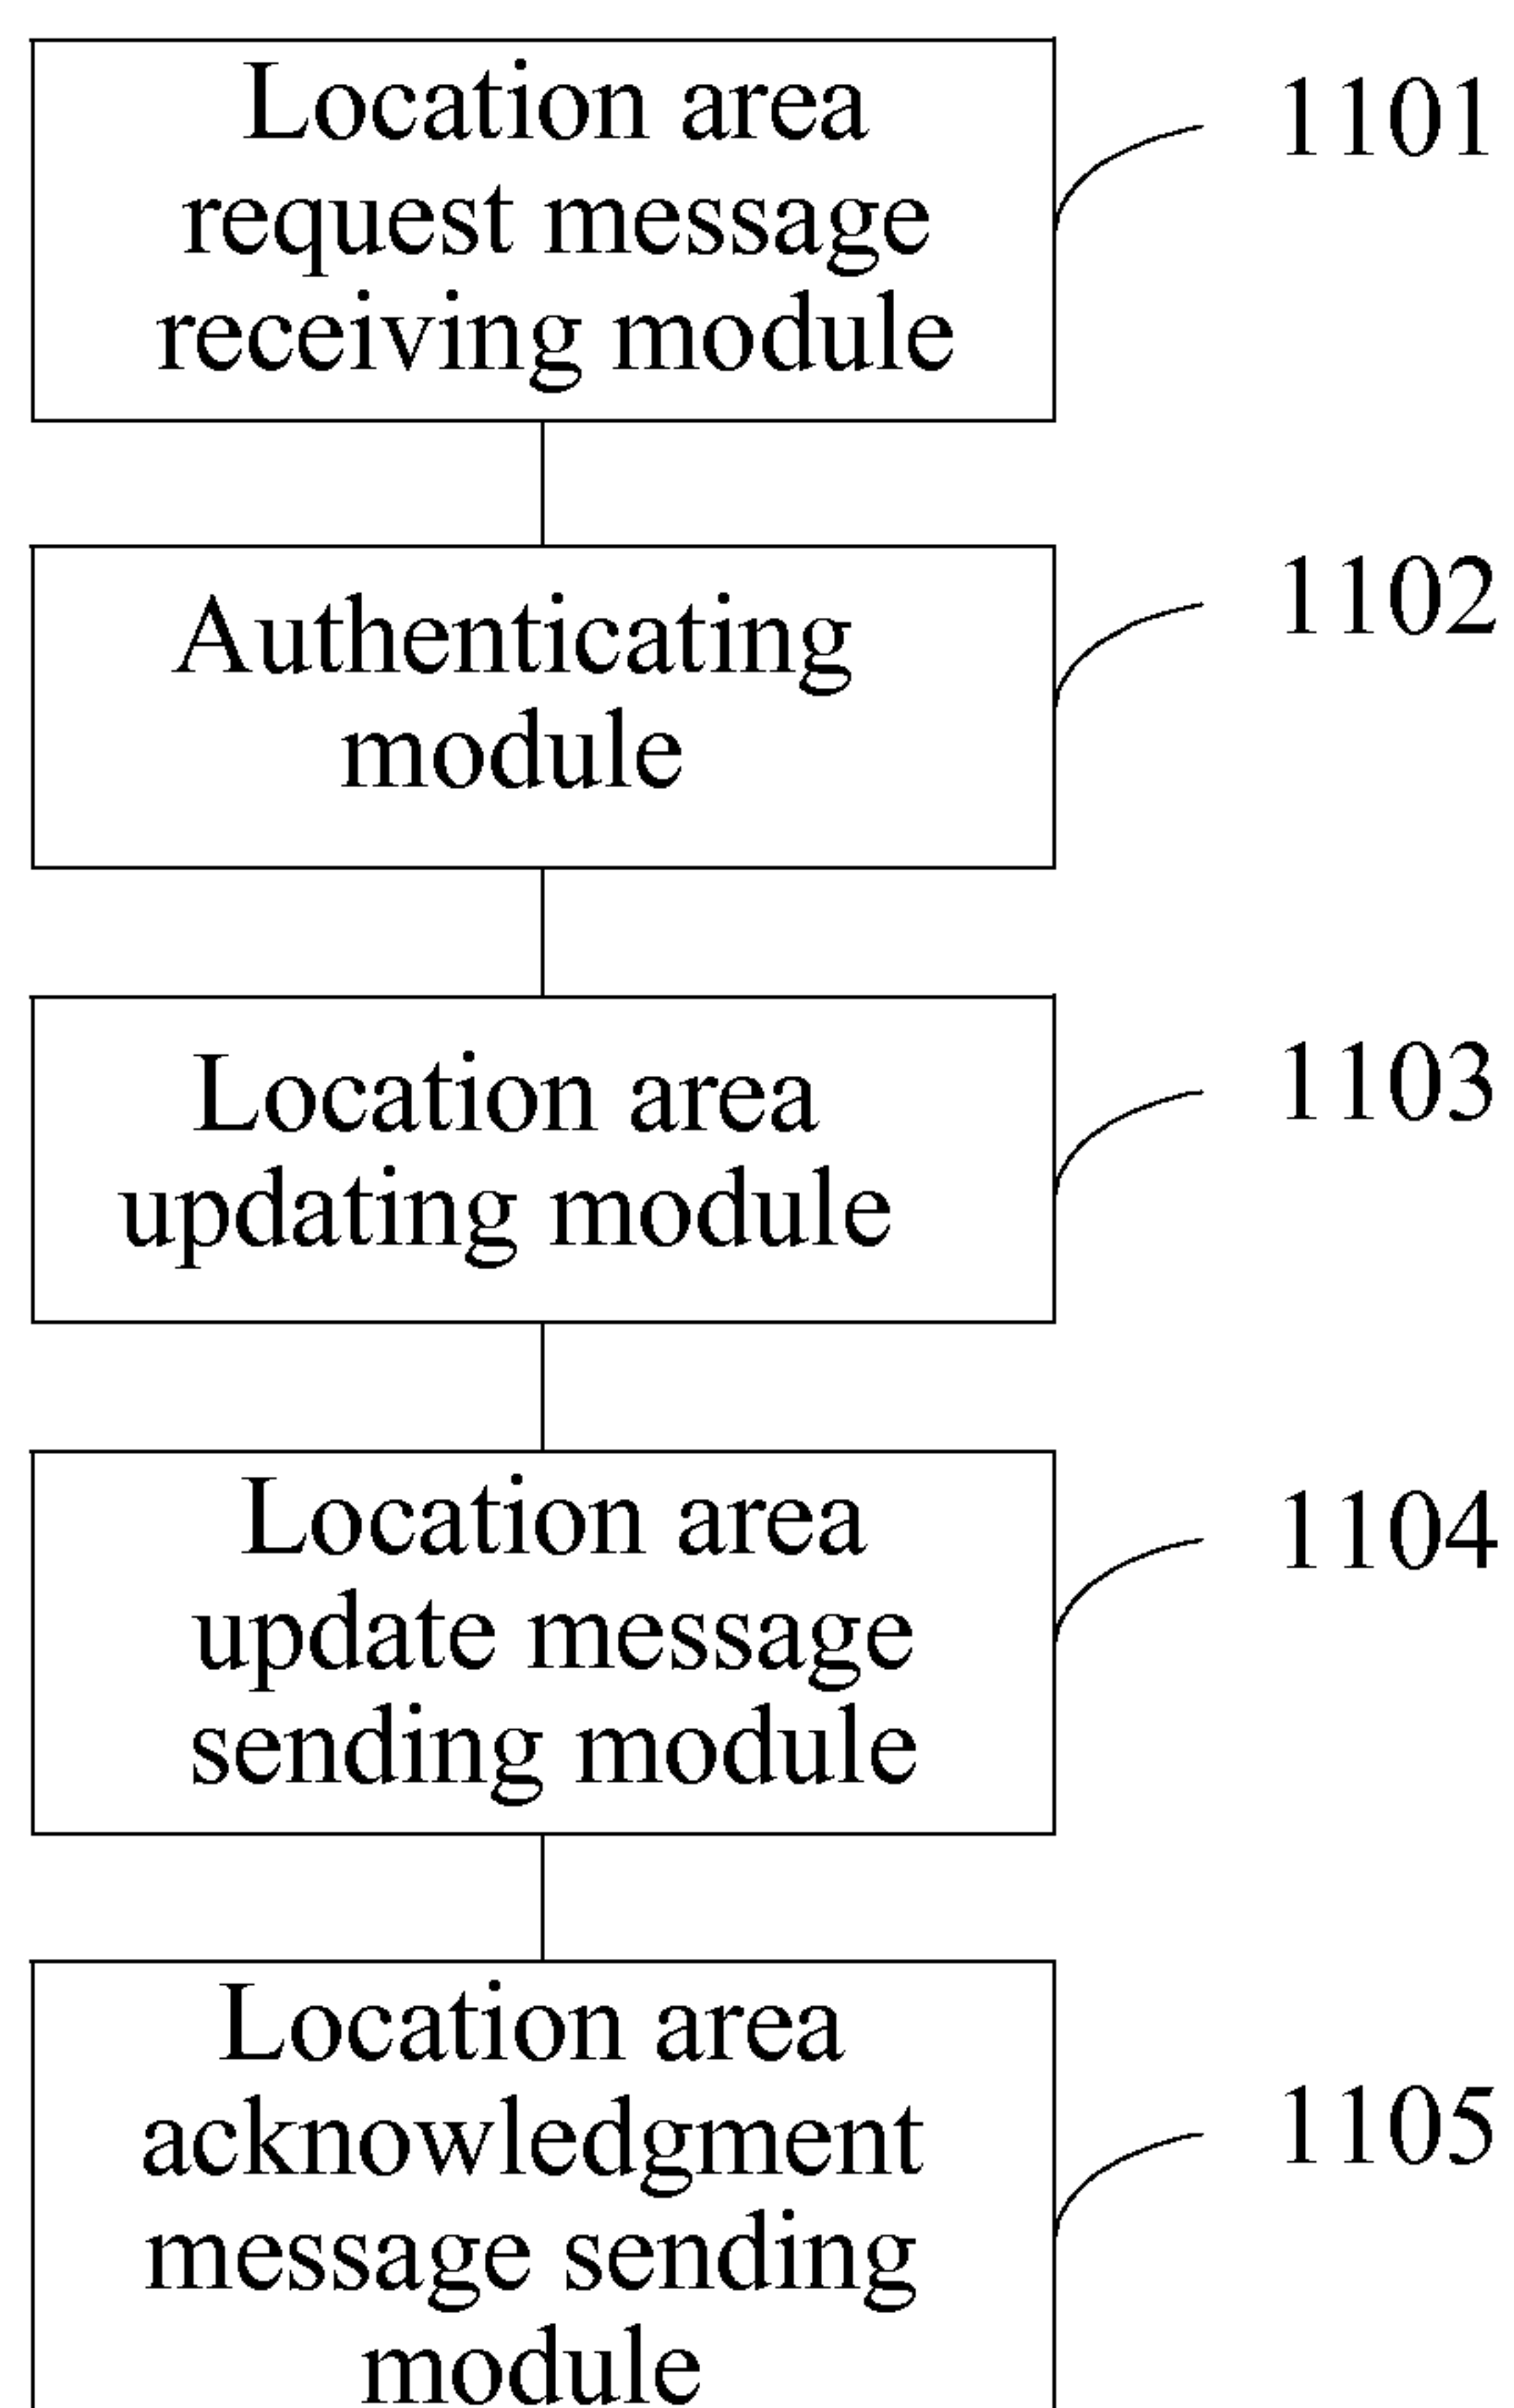 Location area
request message
receiving module
1101
Authenticating
module
1102
Location area
updating module
1103
Location area
update message
sending module
1104
Location area
acknowledgment
message sending
module
1105